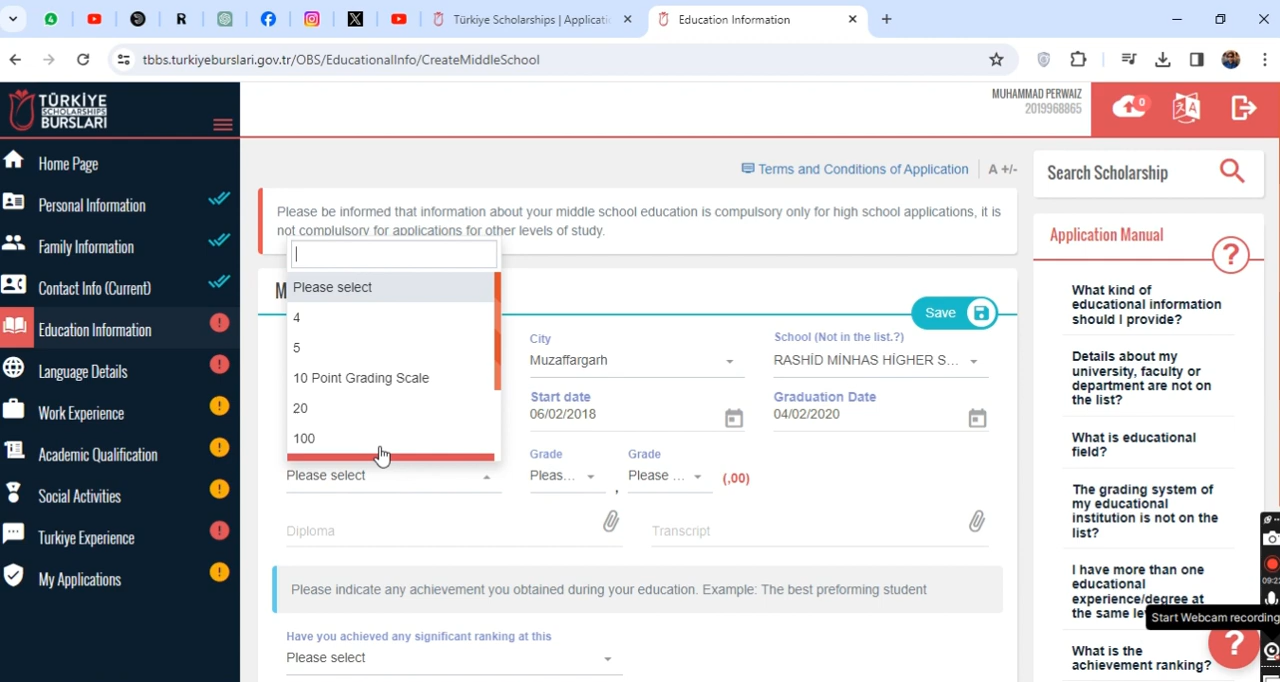 Türkiye Scholarships | Applicati
Education Information
tbbs.turkiyeburslari.gov.tr/OBS/EducationalInfo/CreateMiddleSchool
TÜRKİYE
SCHOLARSHIPS
BURSLARI
MUHAMMAD PERWAIZ
2019968865
0
Home Page
Personal Information
Family Information
Contact Info (Current)
Education Information
Language Details
Work Experience
Academic Qualification
Social Activities
Turkiye Experience
My Applications
Terms and Conditions of Application
A +/-
Please be informed that information about your middle school education is compulsory only for high school applications, it is
not complulsory for applications for other levels of study.
M
Save
Please select
4
5
10 Point Grading Scale
20
100
City
Muzaffargarh
School (Not in the list.?)
RASHİD MİNHAS HİGHER S...
Start date
06/02/2018
Graduation Date
04/02/2020
Please select
Grade
Pleas...
,
Grade
Please ...
(,00)
Diploma
Transcript
Please indicate any achievement you obtained during your education. Example: The best preforming student
Have you achieved any significant ranking at this
Please select
Search Scholarship
Application Manual
?
What kind of
educational information
should I provide?
Details about my
university, faculty or
department are not on
the list?
What is educational
field?
The grading system of
my educational
institution is not on the
list?
I have more than one
educational
experience/degree at
the same le
Start Webcam recording
What is the
achievement ranking?
?